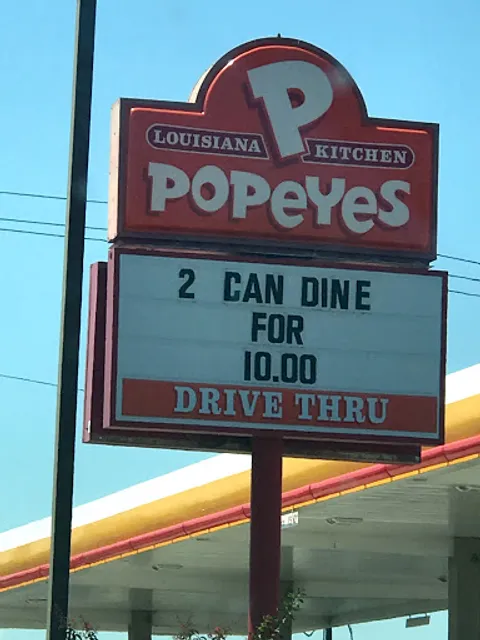 P
LOUISIANA KITCHEN
POPEYES
2 CAN DINE
FOR
10.00
DRIVE THRU